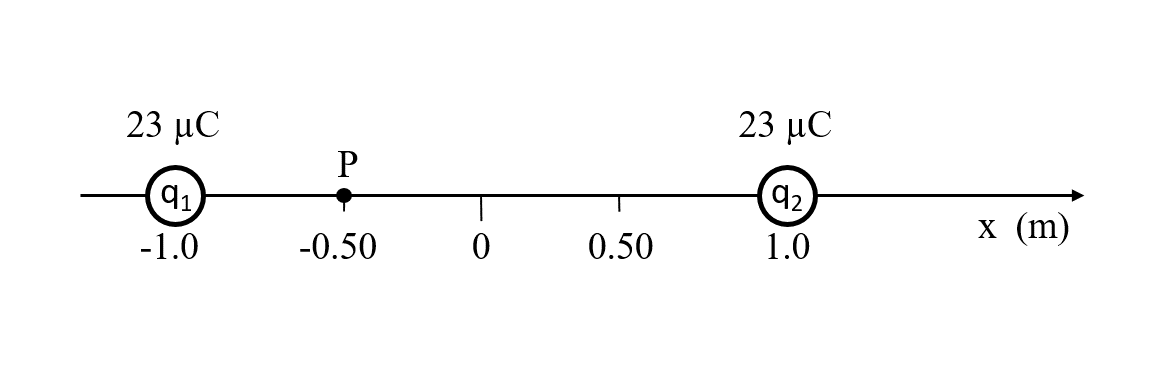 23 µC 23 µC
P
q₁ q₂
-1.0 -0.50 0 0.50 1.0 x (m)